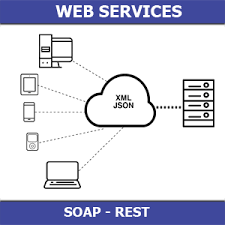 WEB SERVICES
XML
JSON
SOAP - REST